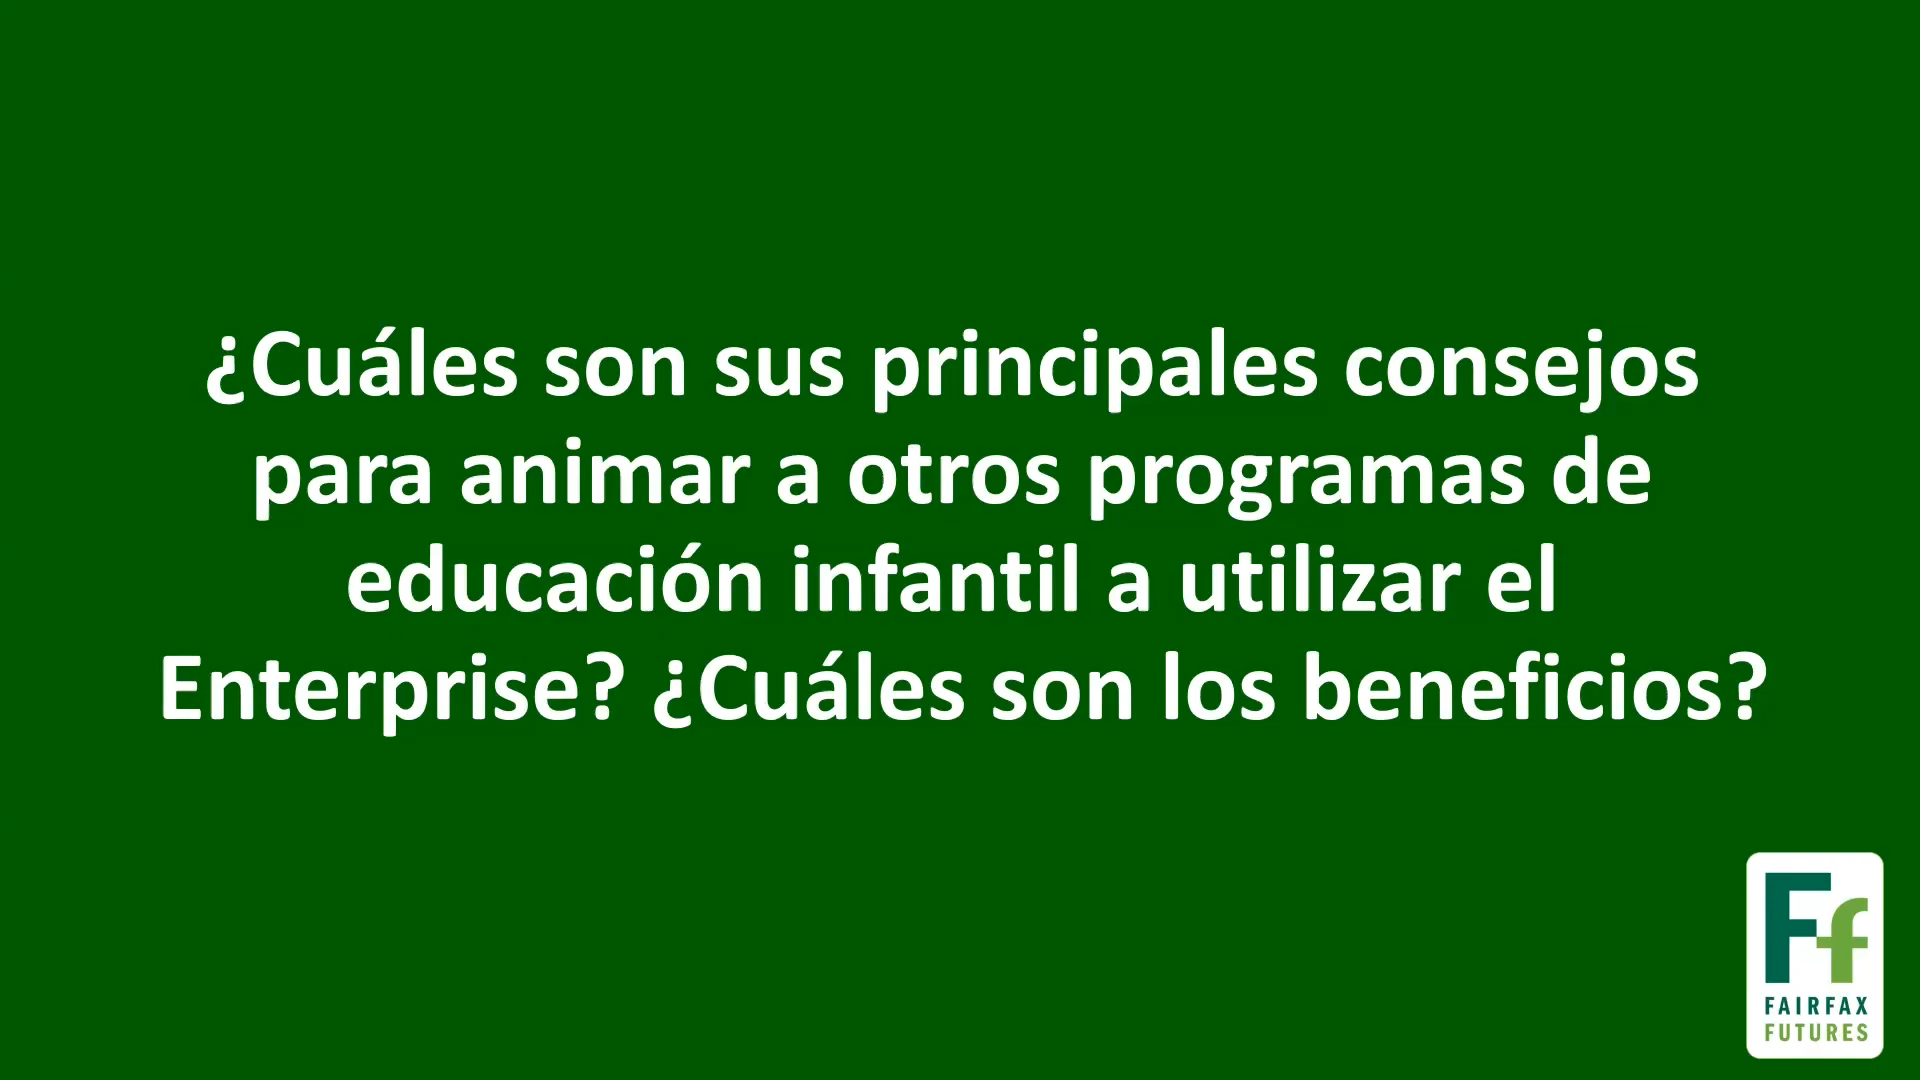 ¿Cuáles son sus principales consejos
para animar a otros programas de
educación infantil a utilizar el
Enterprise? ¿Cuáles son los beneficios?
Ff
FAIRFAX
FUTURES